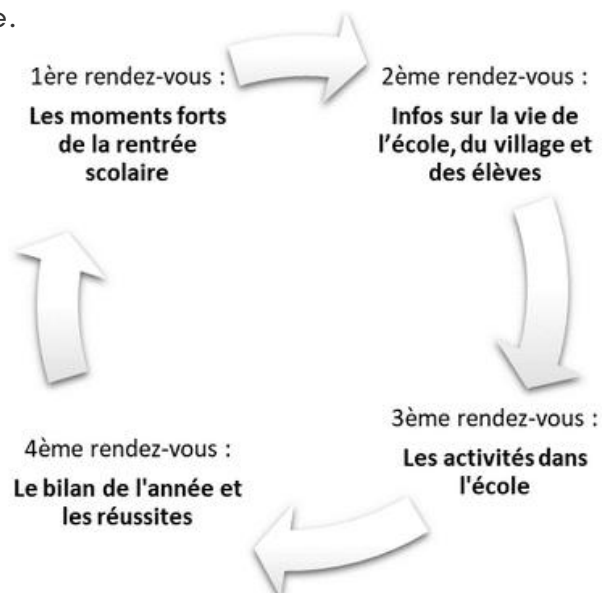 e.
1ère rendez-vous :
Les moments forts
de la rentrée
scolaire
2ème rendez-vous :
Infos sur la vie de
l'école, du village et
des élèves
3ème rendez-vous :
Les activités dans
l'école
4ème rendez-vous :
Le bilan de l'année et
les réussites